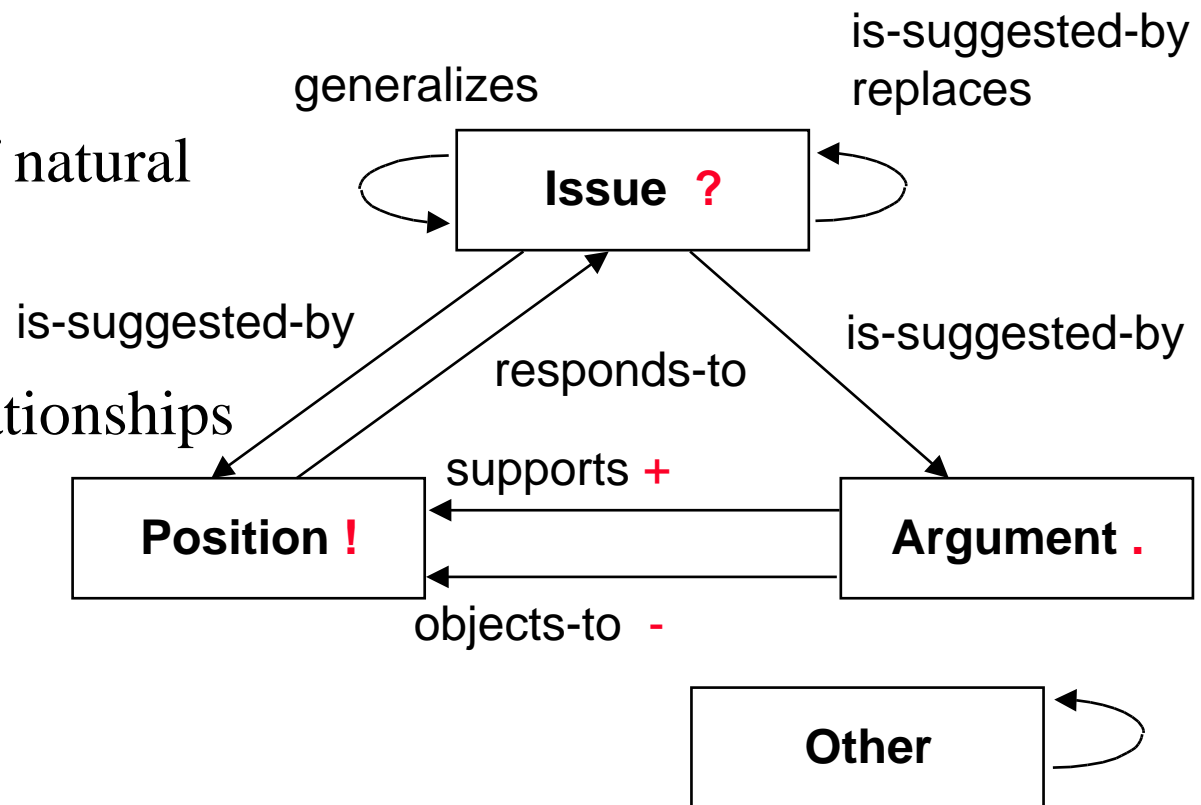 is-suggested-by
replaces
generalizes
natural
Issue ?
is-suggested-by
is-suggested-by
responds-to
ationships
supports +
Position !
Argument .
objects-to -
Other